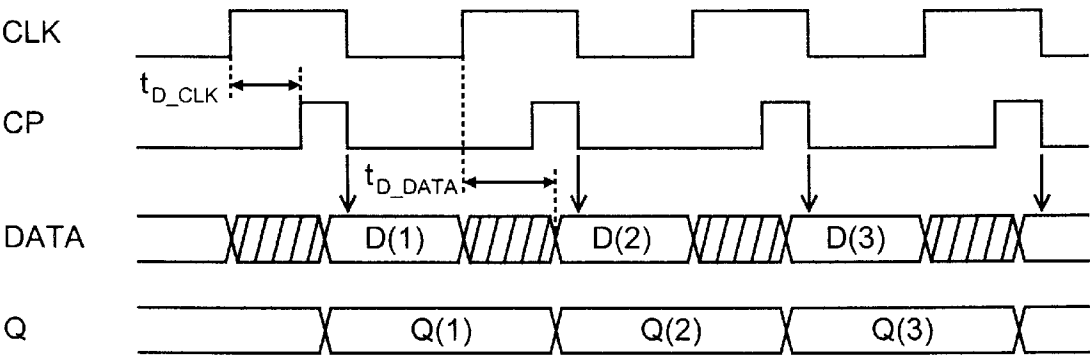 CLK
t_D_CLK
CP
t_D_DATA
DATA D(1) D(2) D(3)
Q Q(1) Q(2) Q(3)